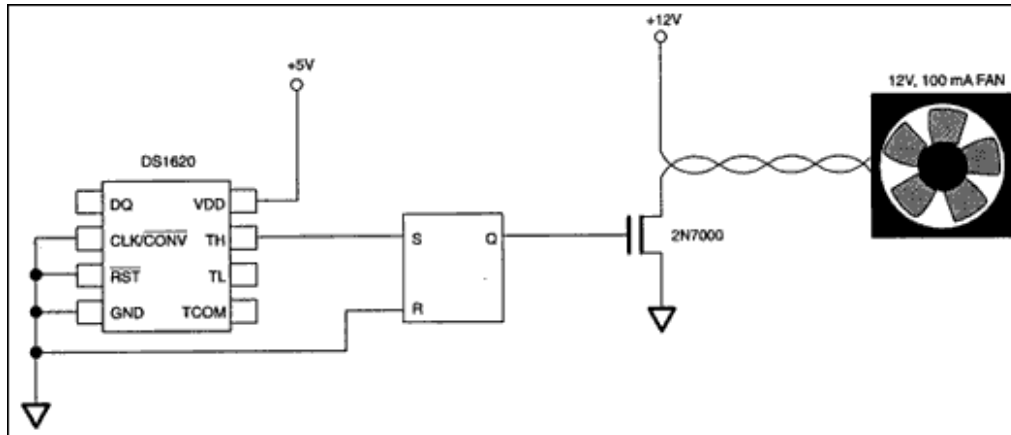 +12V
+5V
12V, 100 mA FAN
DS1620
DQ VDD
CLK/CONV TH
S Q
2N7000
RST TL
GND TCOM
R